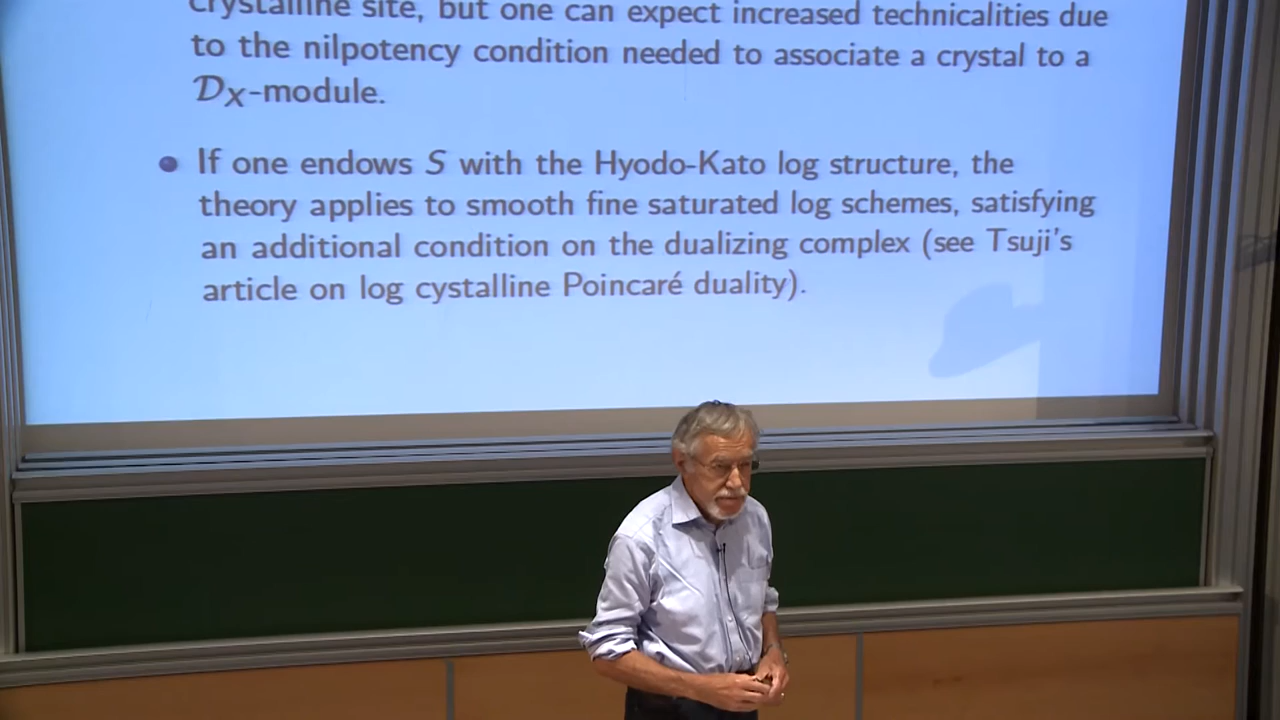 crystalline site, but one can expect increased technicalities due
to the nilpotency condition needed to associate a crystal to a
𝒟X-module.
If one endows S with the Hyodo-Kato log structure, the
theory applies to smooth fine saturated log schemes, satisfying
an additional condition on the dualizing complex (see Tsuji's
article on log cystalline Poincaré duality).